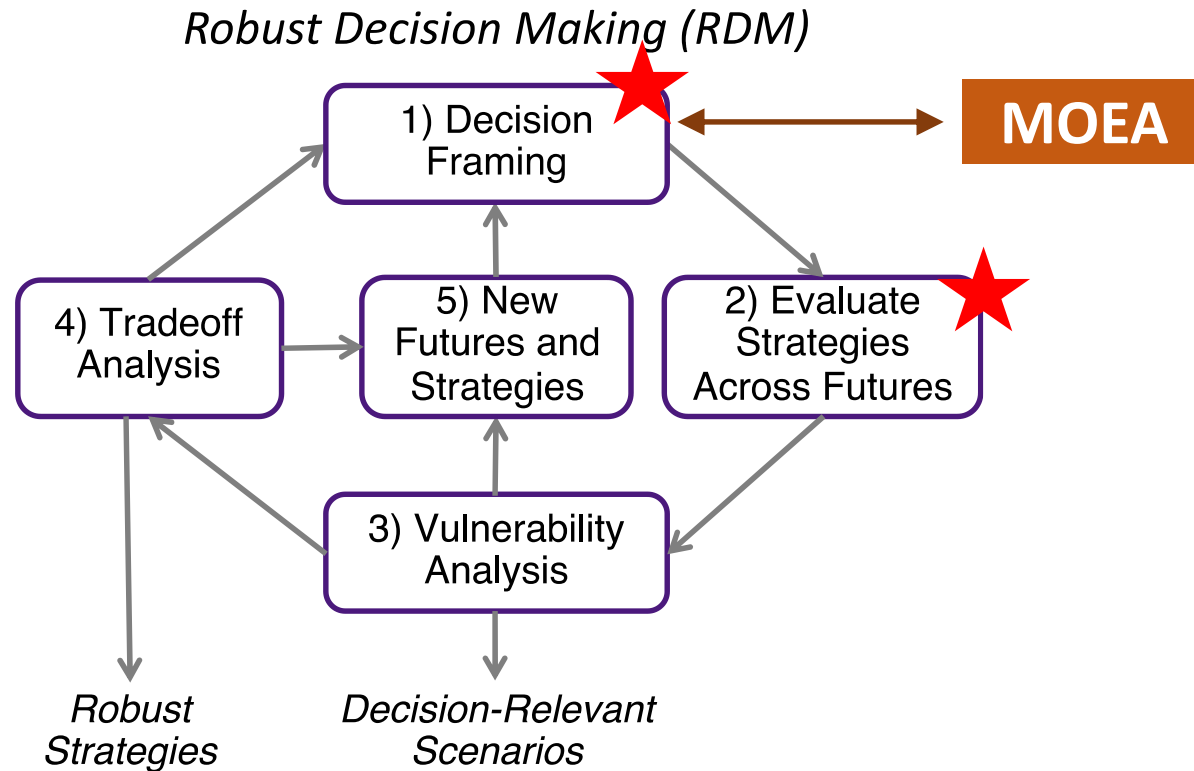 Robust Decision Making (RDM)
1) Decision
Framing
MOEA
4) Tradeoff
Analysis
5) New
Futures and
Strategies
2) Evaluate
Strategies
Across Futures
3) Vulnerability
Analysis
Robust
Strategies
Decision-Relevant
Scenarios